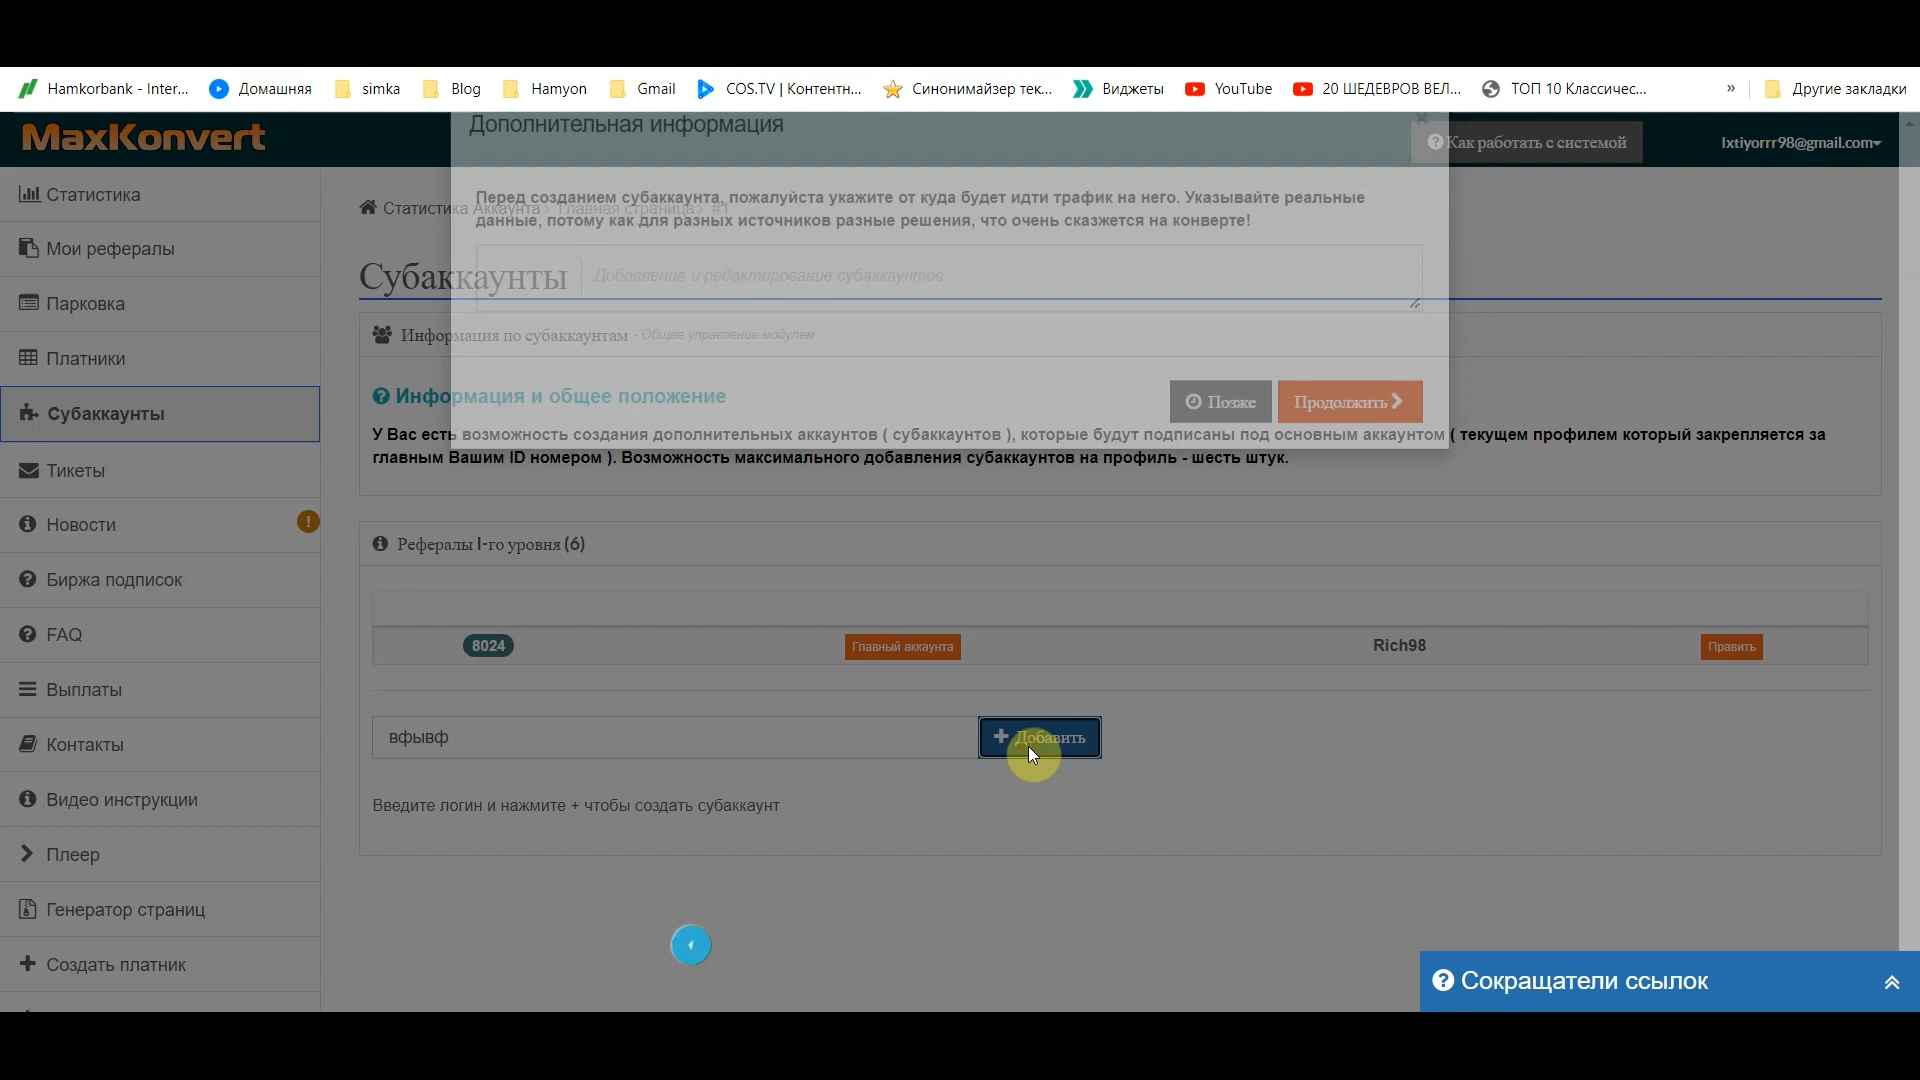 Hamkorbank - Inter...
Домашняя
simka
Blog
Hamyon
Gmail
COS.TV | Контентн...
Синонимайзер тек...
Виджеты
YouTube
20 ШЕДЕВРОВ ВЕЛ...
ТОП 10 Классичес...
»
Другие закладки
MaxKonvert
Дополнительная информация
Как работать с системой
Ixtiyorrr98@gmail.com
Статистика
Мои рефералы
Парковка
Платники
Субаккаунты
Тикеты
Новости
Биржа подписок
FAQ
Выплаты
Контакты
Видео инструкции
Плеер
Генератор страниц
Создать платник
Перед созданием субаккаунта, пожалуйста укажите от куда будет идти трафик на него. Указывайте реальные
данные, потому как для разных источников разные решения, что очень скажется на конверте!
Статистика Аккаунта › Главная страница › #1
Субаккаунты
Добавление и редактирование субаккаунтов
Информация по субаккаунтам - Общее управление модулем
Позже
Продолжить
Информация и общее положение
У Вас есть возможность создания дополнительных аккаунтов ( субаккаунтов ), которые будут подписаны под основным аккаунтом ( текущем профилем который закрепляется за
главным Вашим ID номером ). Возможность максимального добавления субаккаунтов на профиль - шесть штук.
Рефералы I-го уровня (6)
8024
Главный аккаунта
Rich98
Править
вфывф
Добавить
Введите логин и нажмите + чтобы создать субаккаунт
Сокращатели ссылок